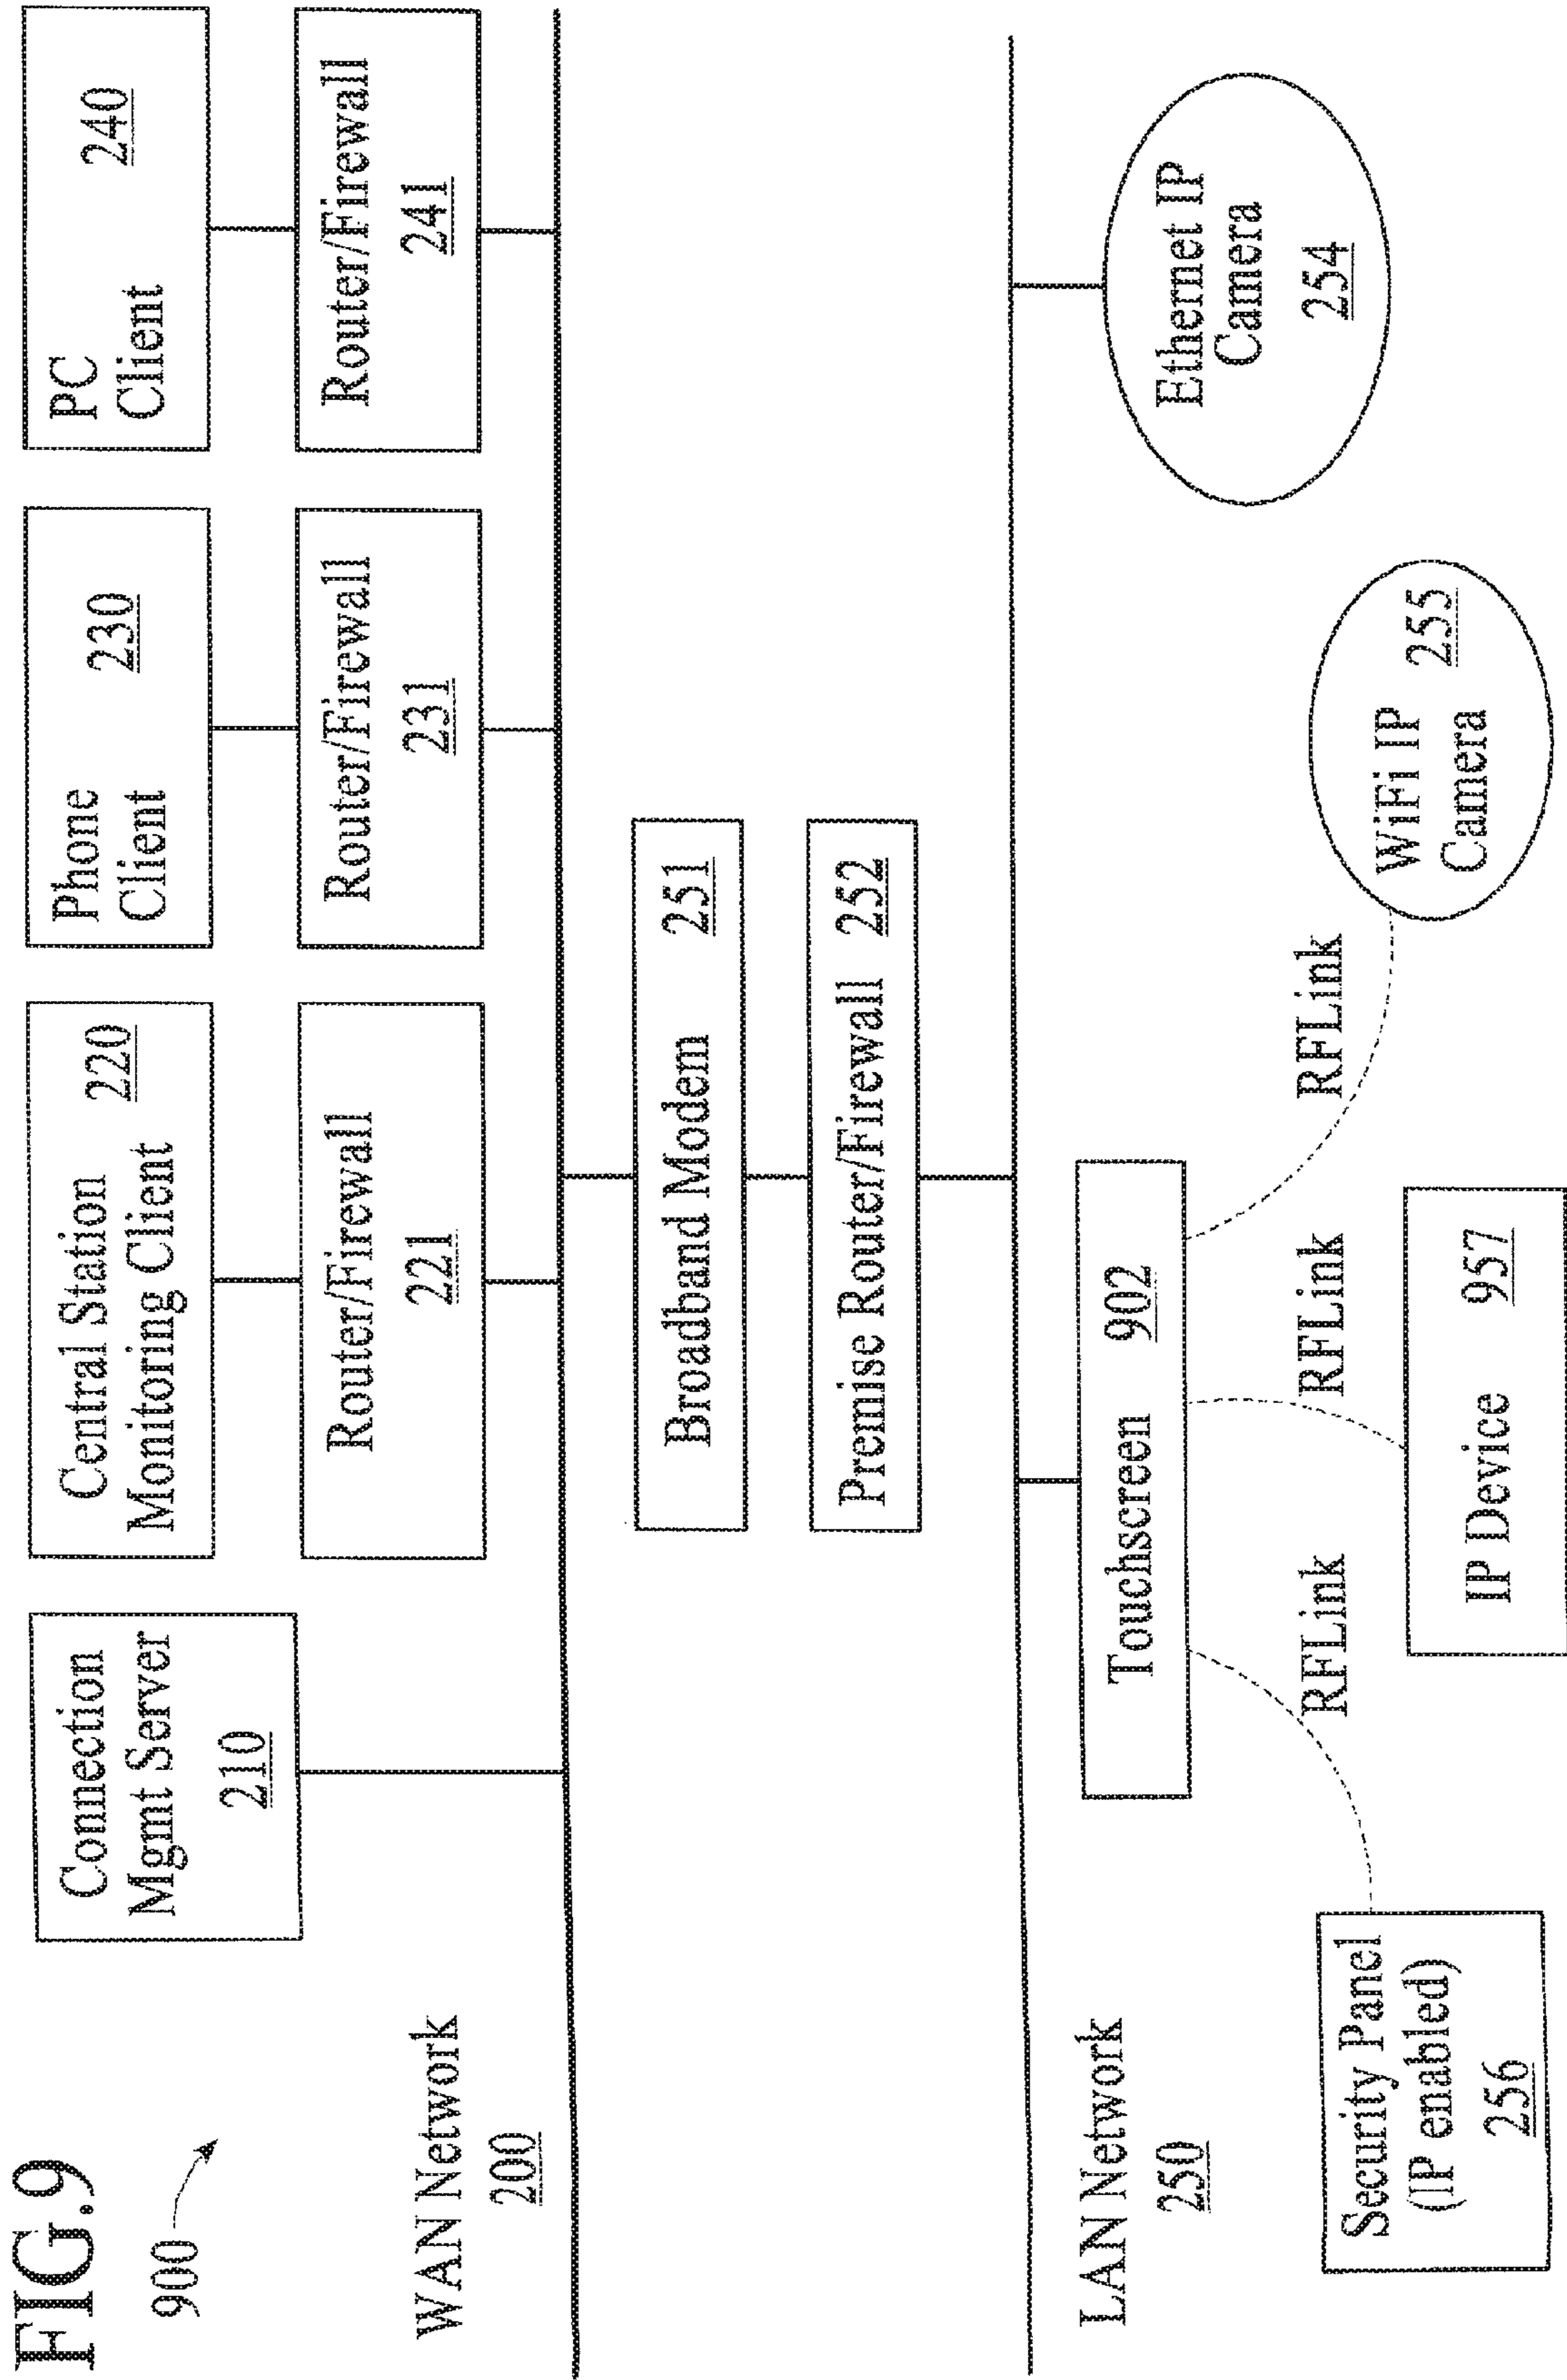 FIG.9
900
Connection
Mgmt Server
210
Central Station
Monitoring Client 220
Phone
Client 230
PC
Client 240
Router/Firewall
221
Router/Firewall
231
Router/Firewall
241
WAN Network
200
Broadband Modem 251
Premise Router/Firewall 252
LAN Network
250
Touchscreen 902
Ethernet IP
Camera
254
RFLink
RFLink
RFLink
Security Panel
(IP enabled)
256
IP Device 957
WiFi IP
Camera 255